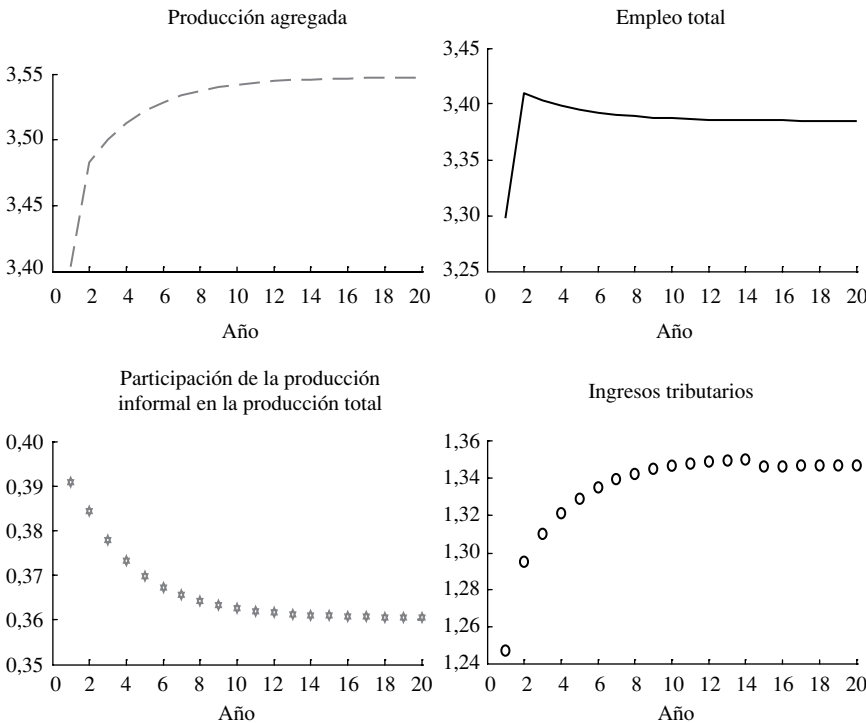 Producción agregada
3,55
3,50
3,45
3,40
0 2 4 6 8 10 12 14 16 18 20
Año
Empleo total
3,45
3,40
3,35
3,30
3,25
0 2 4 6 8 10 12 14 16 18 20
Año
Participación de la producción
informal en la producción total
0,40
0,39
0,38
0,37
0,36
0,35
0 2 4 6 8 10 12 14 16 18 20
Año
Ingresos tributarios
1,36
1,34
1,32
1,30
1,28
1,26
1,24
0 2 4 6 8 10 12 14 16 18 20
Año